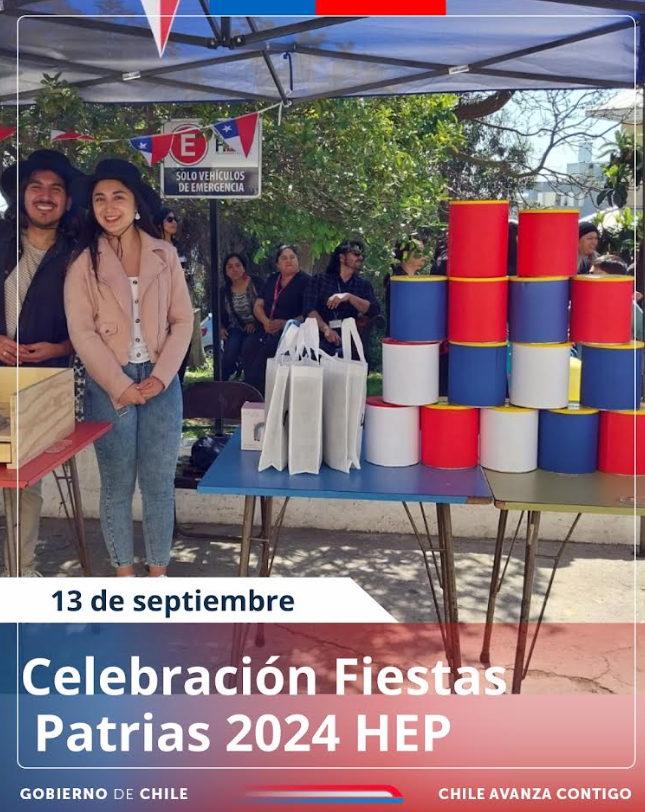 E
SOLO VEHÍCULOS
DE EMERGENCIA
13 de septiembre
Celebración Fiestas
Patrias 2024 HEP
GOBIERNO DE CHILE
CHILE AVANZA CONTIGO